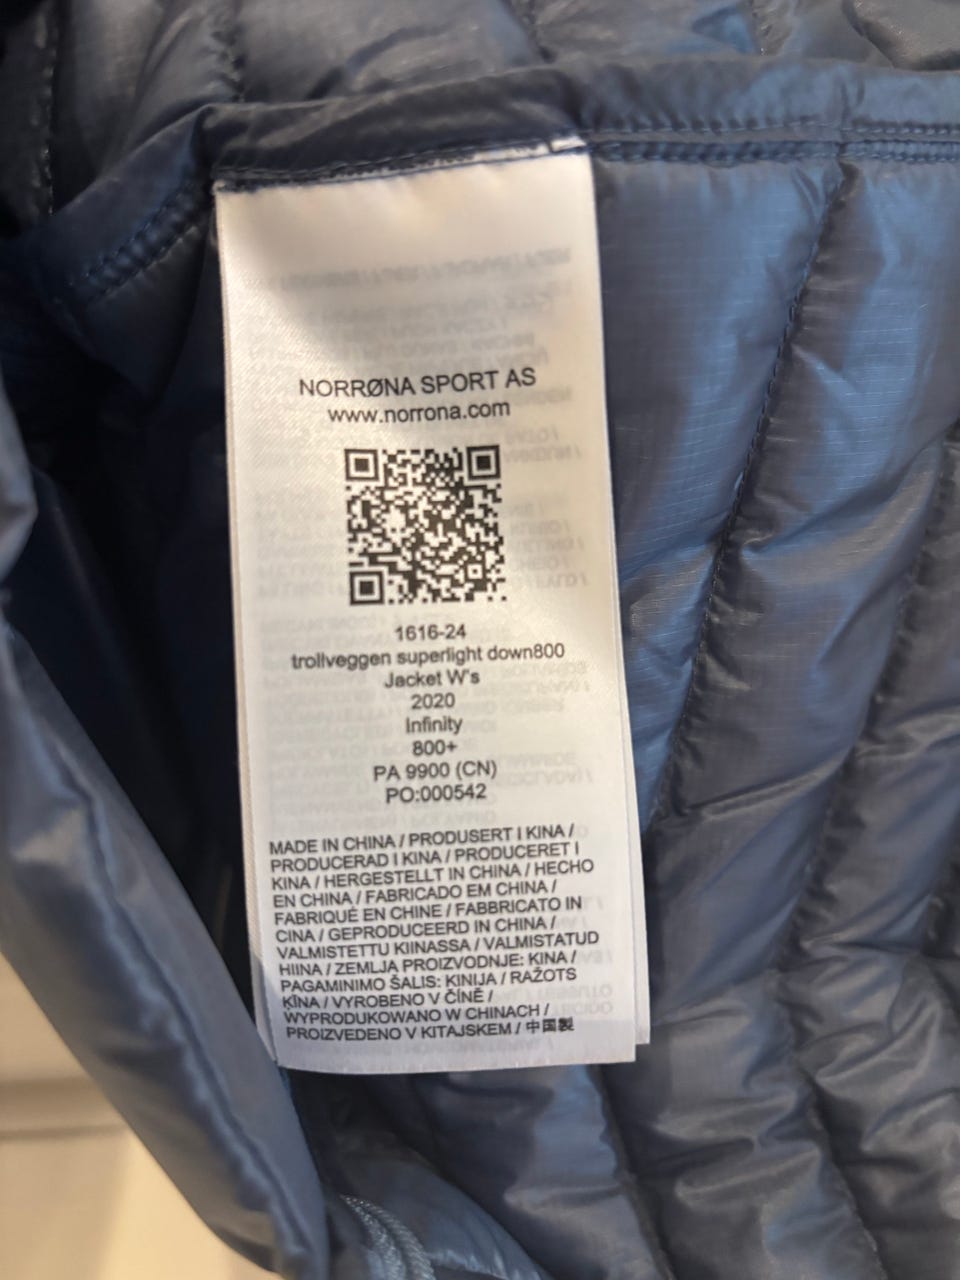 NORRØNA SPORT AS
www.norrona.com
1616-24
trollveggen superlight down800
Jacket W's
2020
Infinity
800+
PA 9900 (CN)
PO:000542
MADE IN CHINA / PRODUSERT I KINA /
PRODUCERAD I KINA / PRODUCERET I
KINA / HERGESTELLT IN CHINA / HECHO
EN CHINA / FABRICADO EM CHINA /
FABRIQUÉ EN CHINE / FABBRICATO IN
CINA / GEPRODUCEERD IN CHINA /
VALMISTETTU KIINASSA / VALMISTATUD
HIINA / ZEMLJA PROIZVODNJE: KINA /
PAGAMINIMO ŠALIS: KINIJA / RAŽOTS
ĶĪNA / VYROBENO V ČÍNĚ /
WYPRODUKOWANO W CHINACH /
PROIZVEDENO V KITAJSKEM / 中国製